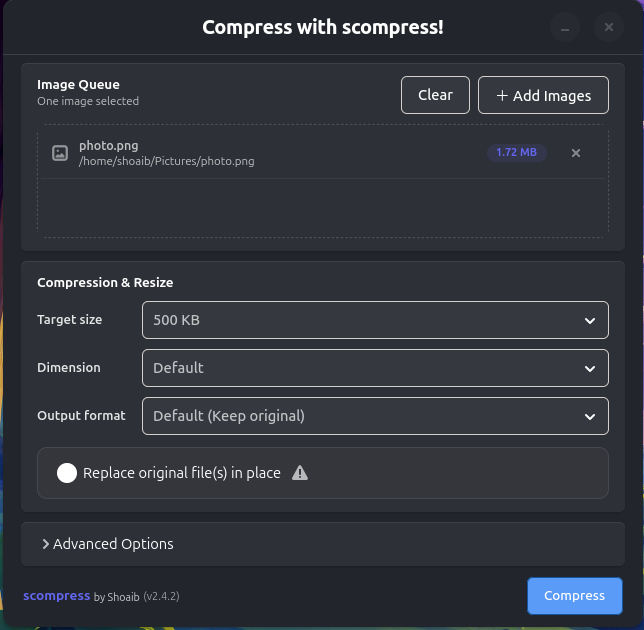 Compress with scompress!
Image Queue
One image selected
Clear
+ Add Images
photo.png
/home/shoaib/Pictures/photo.png
1.72 MB
Compression & Resize
Target size
500 KB
Dimension
Default
Output format
Default (Keep original)
Replace original file(s) in place
Advanced Options
scompress by Shoaib (v2.4.2)
Compress